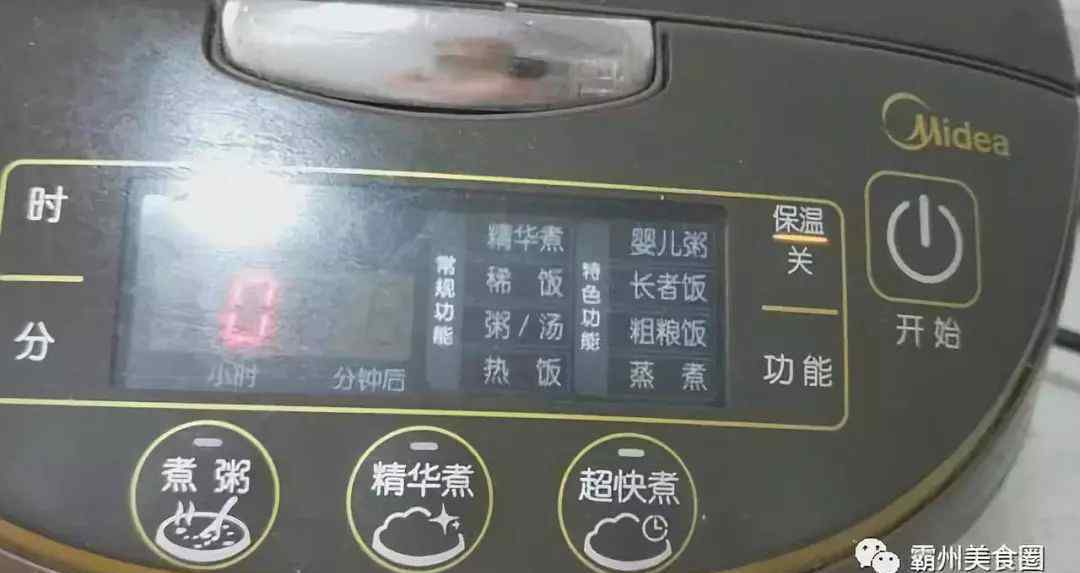 Midea
时
分
0
小时
分钟后
常规功能
精华煮
稀饭
粥/汤
热饭
特色功能
婴儿粥
长者饭
粗粮饭
蒸煮
保温
关
功能
开始
煮粥
精华煮
超快煮
霸州美食圈